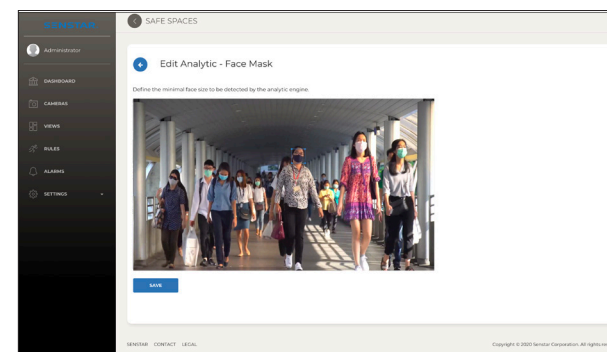 SAFE SPACES
Administrator
DASHBOARD
CAMERAS
VIEWS
RULES
ALARMS
SETTINGS
Edit Analytic - Face Mask
Define the minimal face size to be detected by the analytic engine.
SAVE
SENSTAR CONTACT LEGAL
Copyright © 2020 Senstar Corporation. All rights re